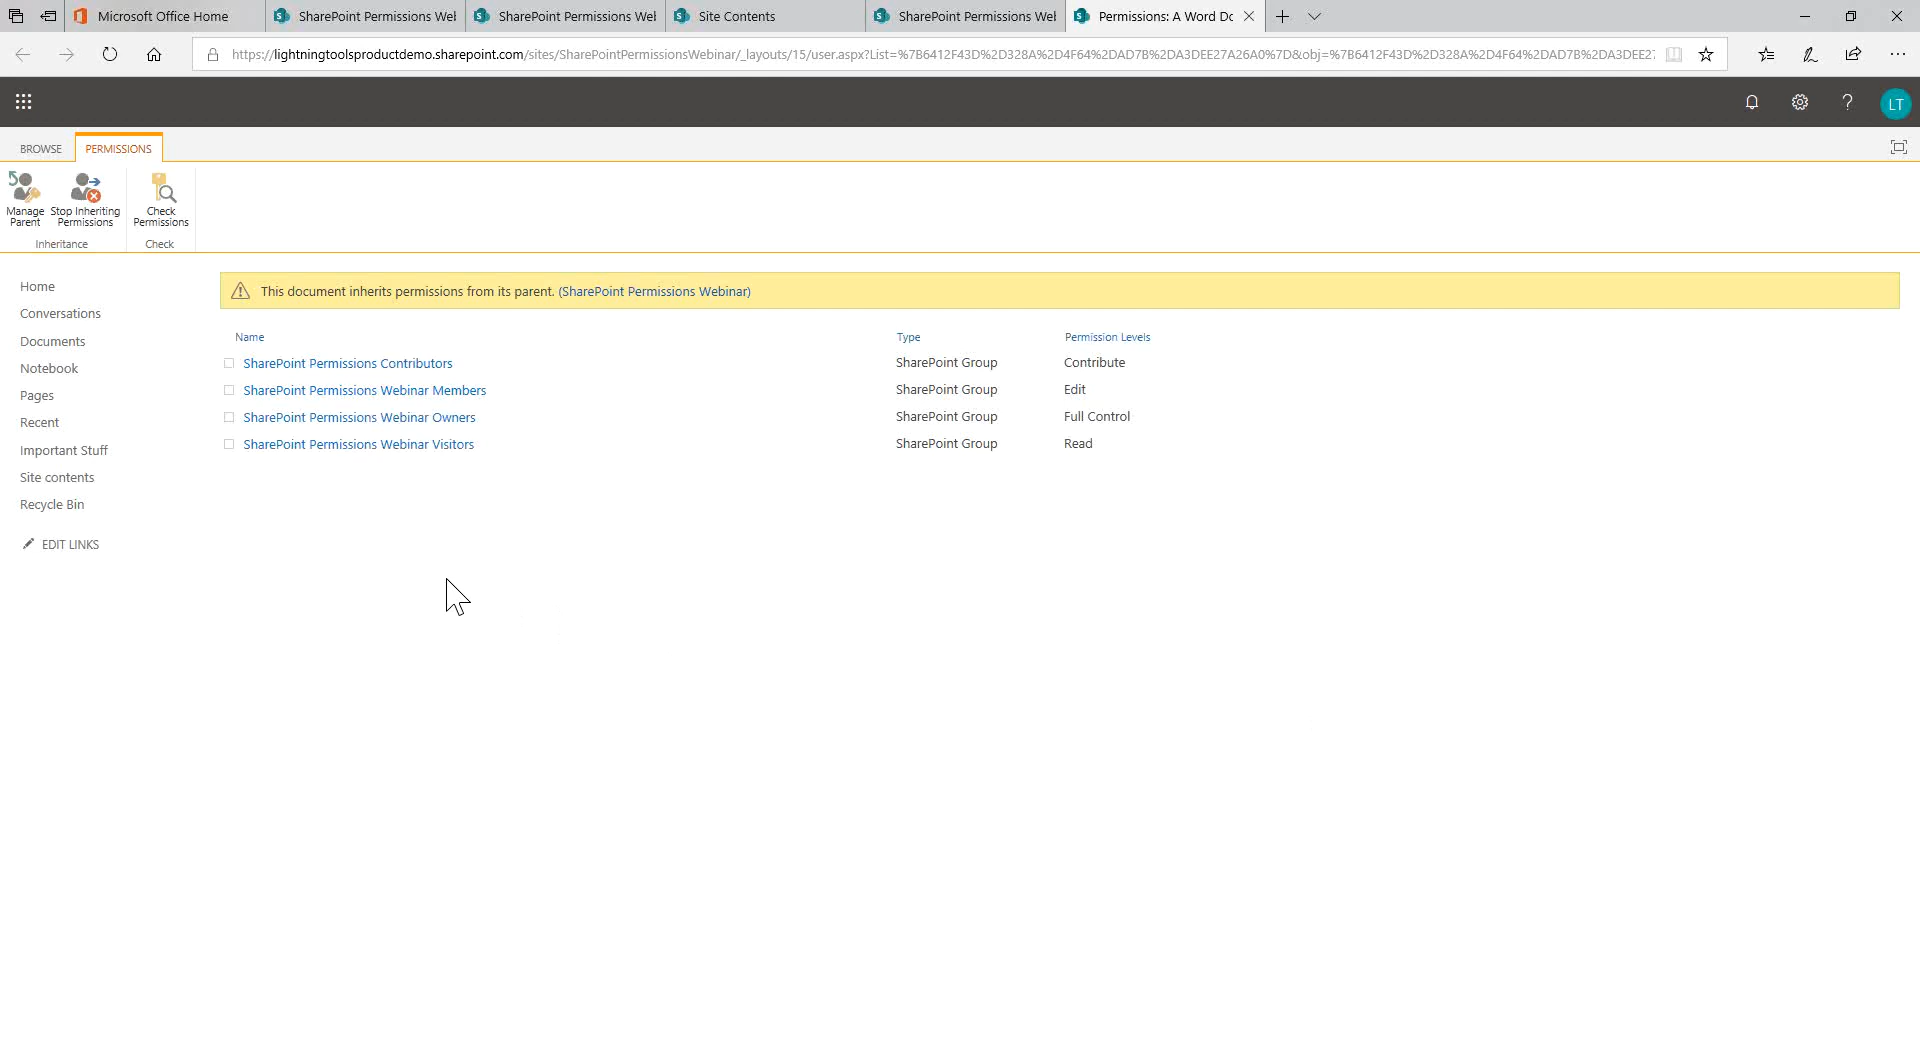 Microsoft Office Home
SharePoint Permissions Wel
SharePoint Permissions Wel
Site Contents
SharePoint Permissions Wel
Permissions: A Word Dc
https://lightningtoolsproductdemo.sharepoint.com/sites/SharePointPermissionsWebinar/_layouts/15/user.aspx?List=%7B6412F43D%2D328A%2D4F64%2DAD7B%2DA3DEE27A26A0%7D&obj=%7B6412F43D%2D328A%2D4F64%2DAD7B%2DA3DEE27
LT
BROWSE
PERMISSIONS
Manage
Parent
Stop Inheriting
Permissions
Check
Permissions
Inheritance
Check
Home
Conversations
Documents
Notebook
Pages
Recent
Important Stuff
Site contents
Recycle Bin
EDIT LINKS
This document inherits permissions from its parent. (SharePoint Permissions Webinar)
Name Type Permission Levels
SharePoint Permissions Contributors SharePoint Group Contribute
SharePoint Permissions Webinar Members SharePoint Group Edit
SharePoint Permissions Webinar Owners SharePoint Group Full Control
SharePoint Permissions Webinar Visitors SharePoint Group Read